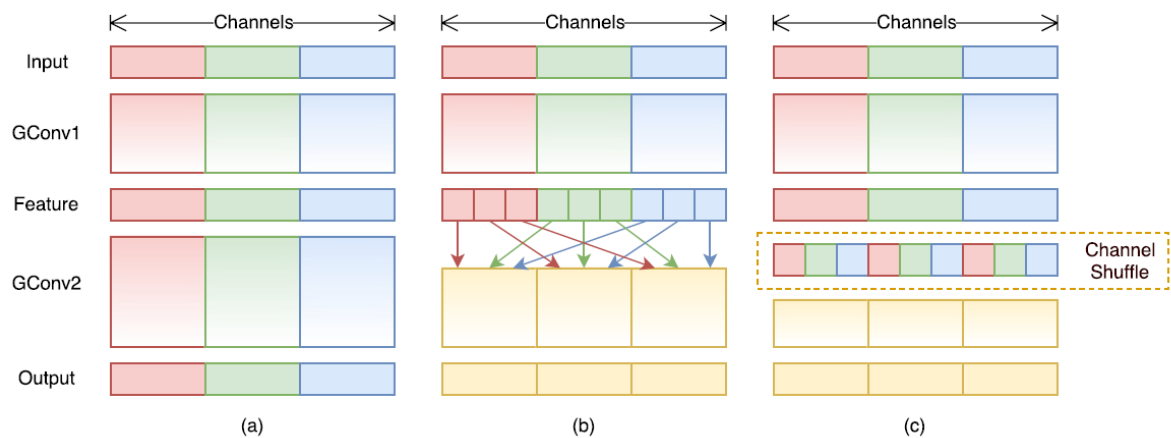 Channels
Channels
Channels
Input
GConv1
Feature
Channel
Shuffle
GConv2
Output
(a)
(b)
(c)